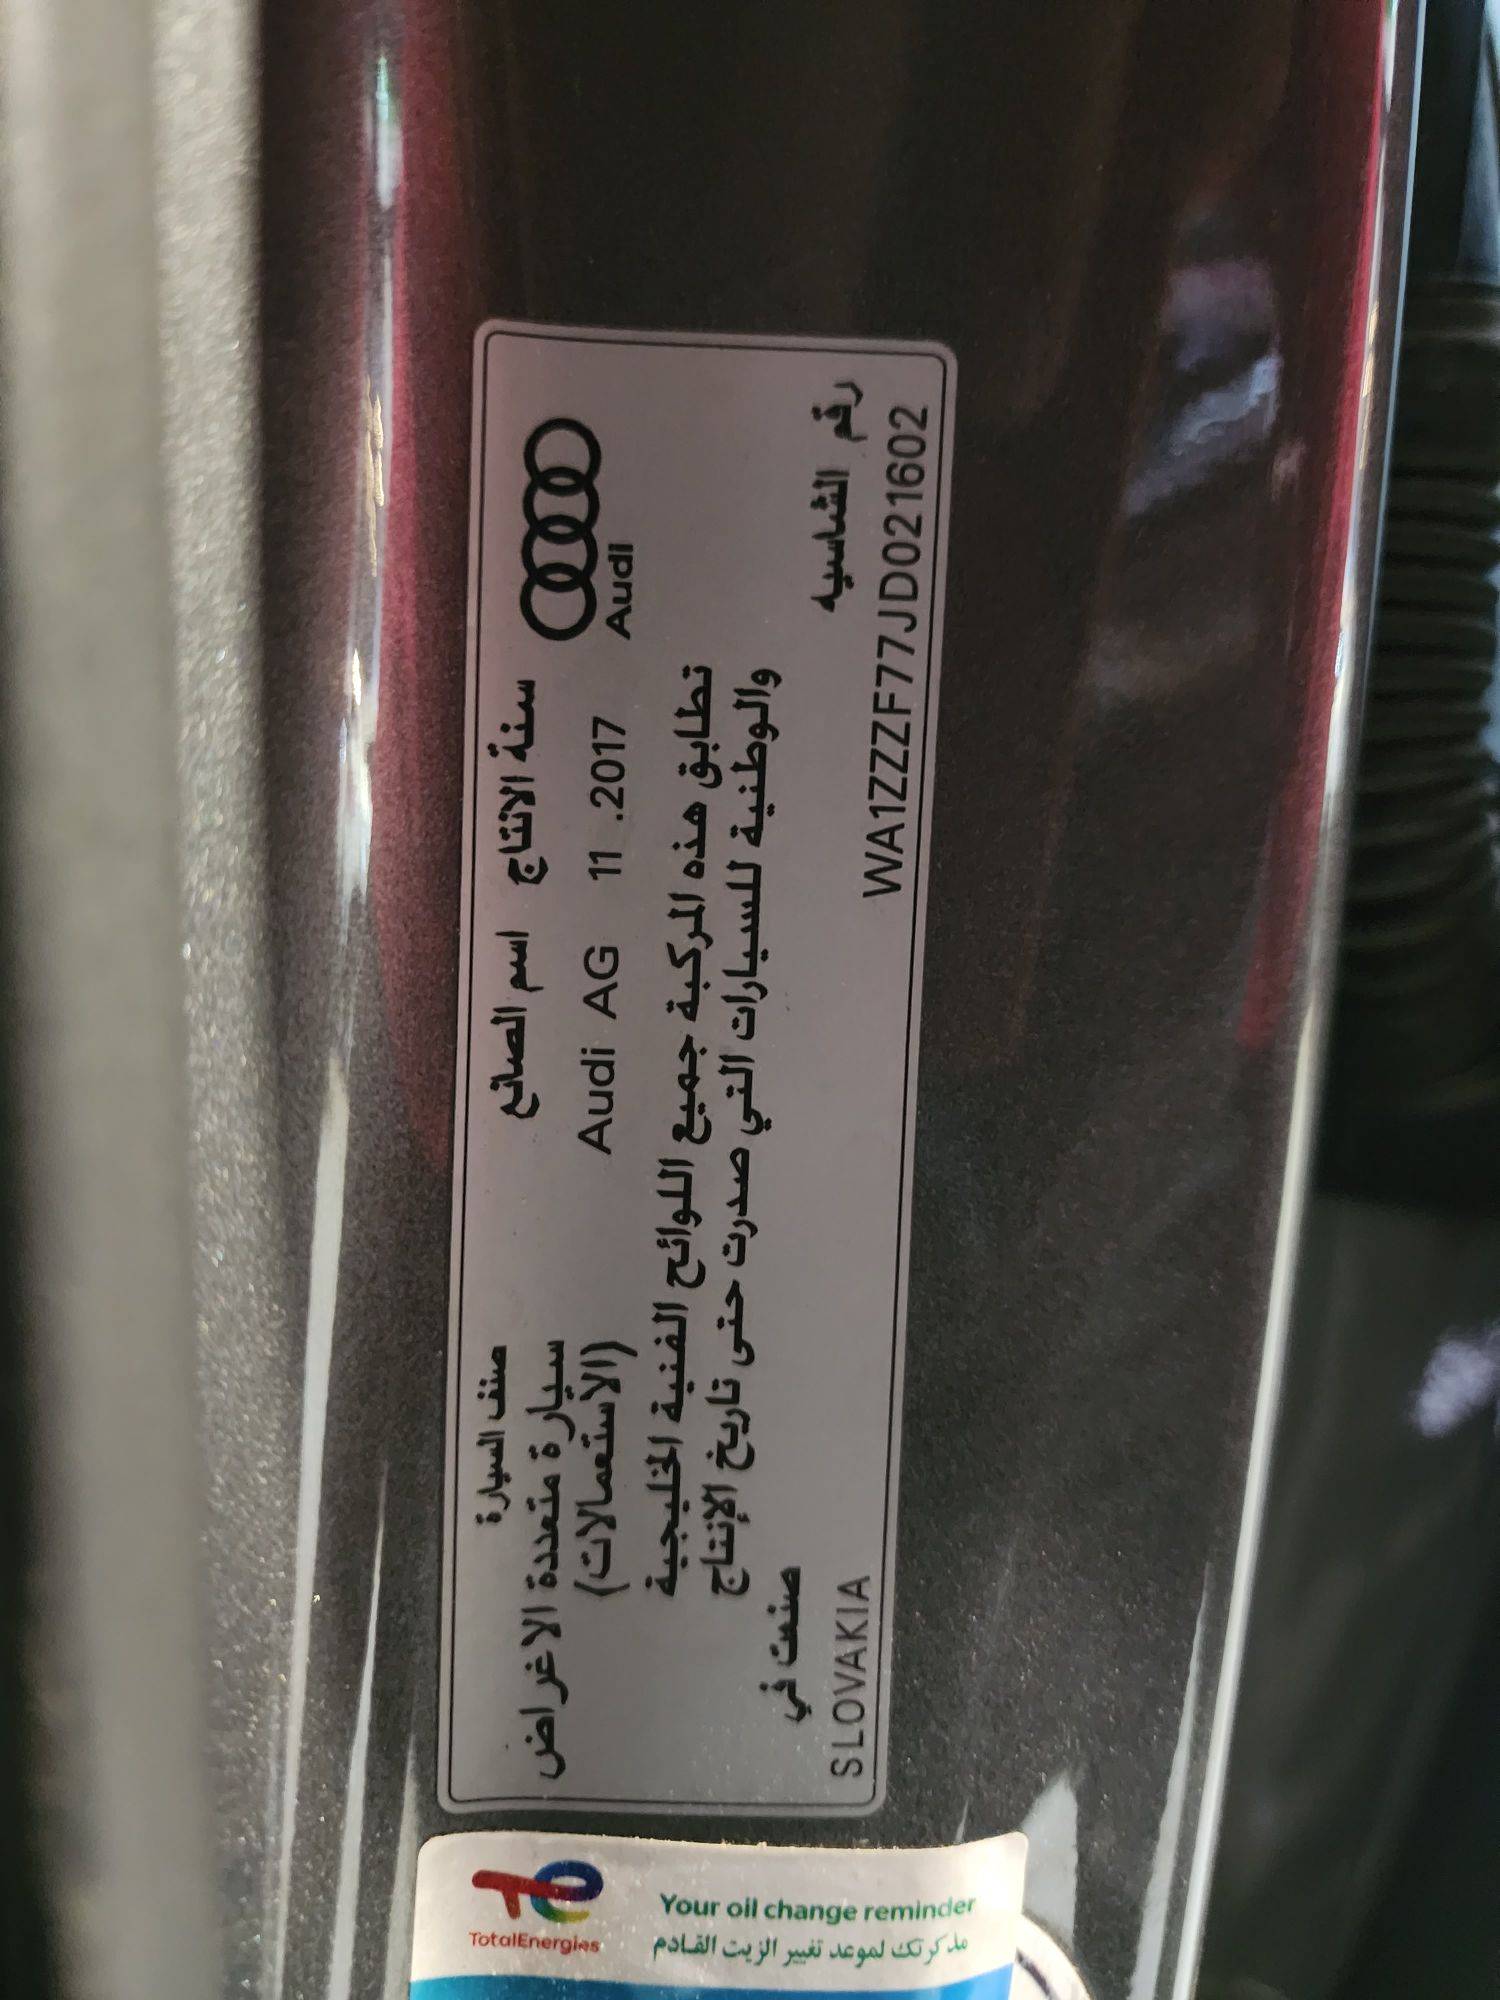 صنف السيارة
سيارة متعددة الاغراض
(الاستعمالات)
اسم الصانع
Audi AG
سنة الانتاج
11 .2017
Audi
تطابق هذه المركبة جميع اللوائح الفنية الخليجية
والوطنية للسيارات التي صدرت حتى تاريخ الإنتاج
صنعت في
SLOVAKIA
رقم الشاسيه
WA1ZZZF77JD021602
TotalEnergies
Your oil change reminder
مذكرتك لموعد تغيير الزيت القادم